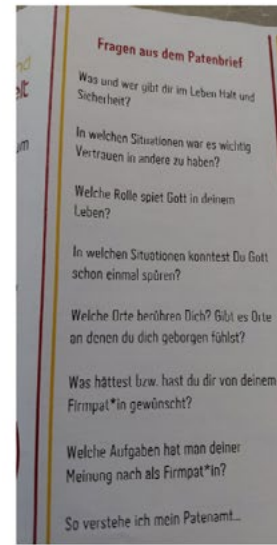 Fragen aus dem Patenbrief
Was und wer gibt dir im Leben Halt und
Sicherheit?
In welchen Situationen war es wichtig
Vertrauen in andere zu haben?
Welche Rolle spiet Gott in deinem
Leben?
In welchen Situationen konntest Du Gott
schon einmal spüren?
Welche Orte berühren Dich? Gibt es Orte
an denen du dich geborgen fühlst?
Was hättest bzw. hast du dir von deinem
Firmpat*in gewünscht?
Welche Aufgaben hat man deiner
Meinung nach als Firmpat*in?
So verstehe ich mein Patenamt...